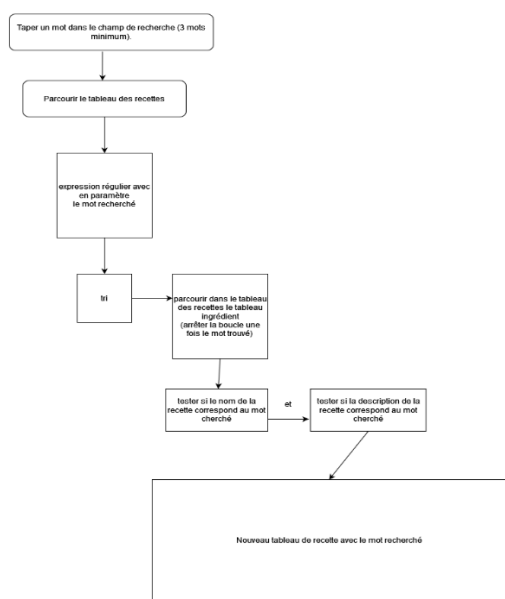 Taper un mot dans le champ de recherche (3 mots
minimum).
Parcourir le tableau des recettes
expression régulier avec
en paramètre
le mot recherché
tri
parcourir dans le tableau
des recettes le tableau
ingrédient
(arrêter la boucle une
fois le mot trouvé)
tester si le nom de la
recette correspond au mot
cherché
et
tester si la description de la
recette correspond au mot
cherché
Nouveau tableau de recette avec le mot recherché